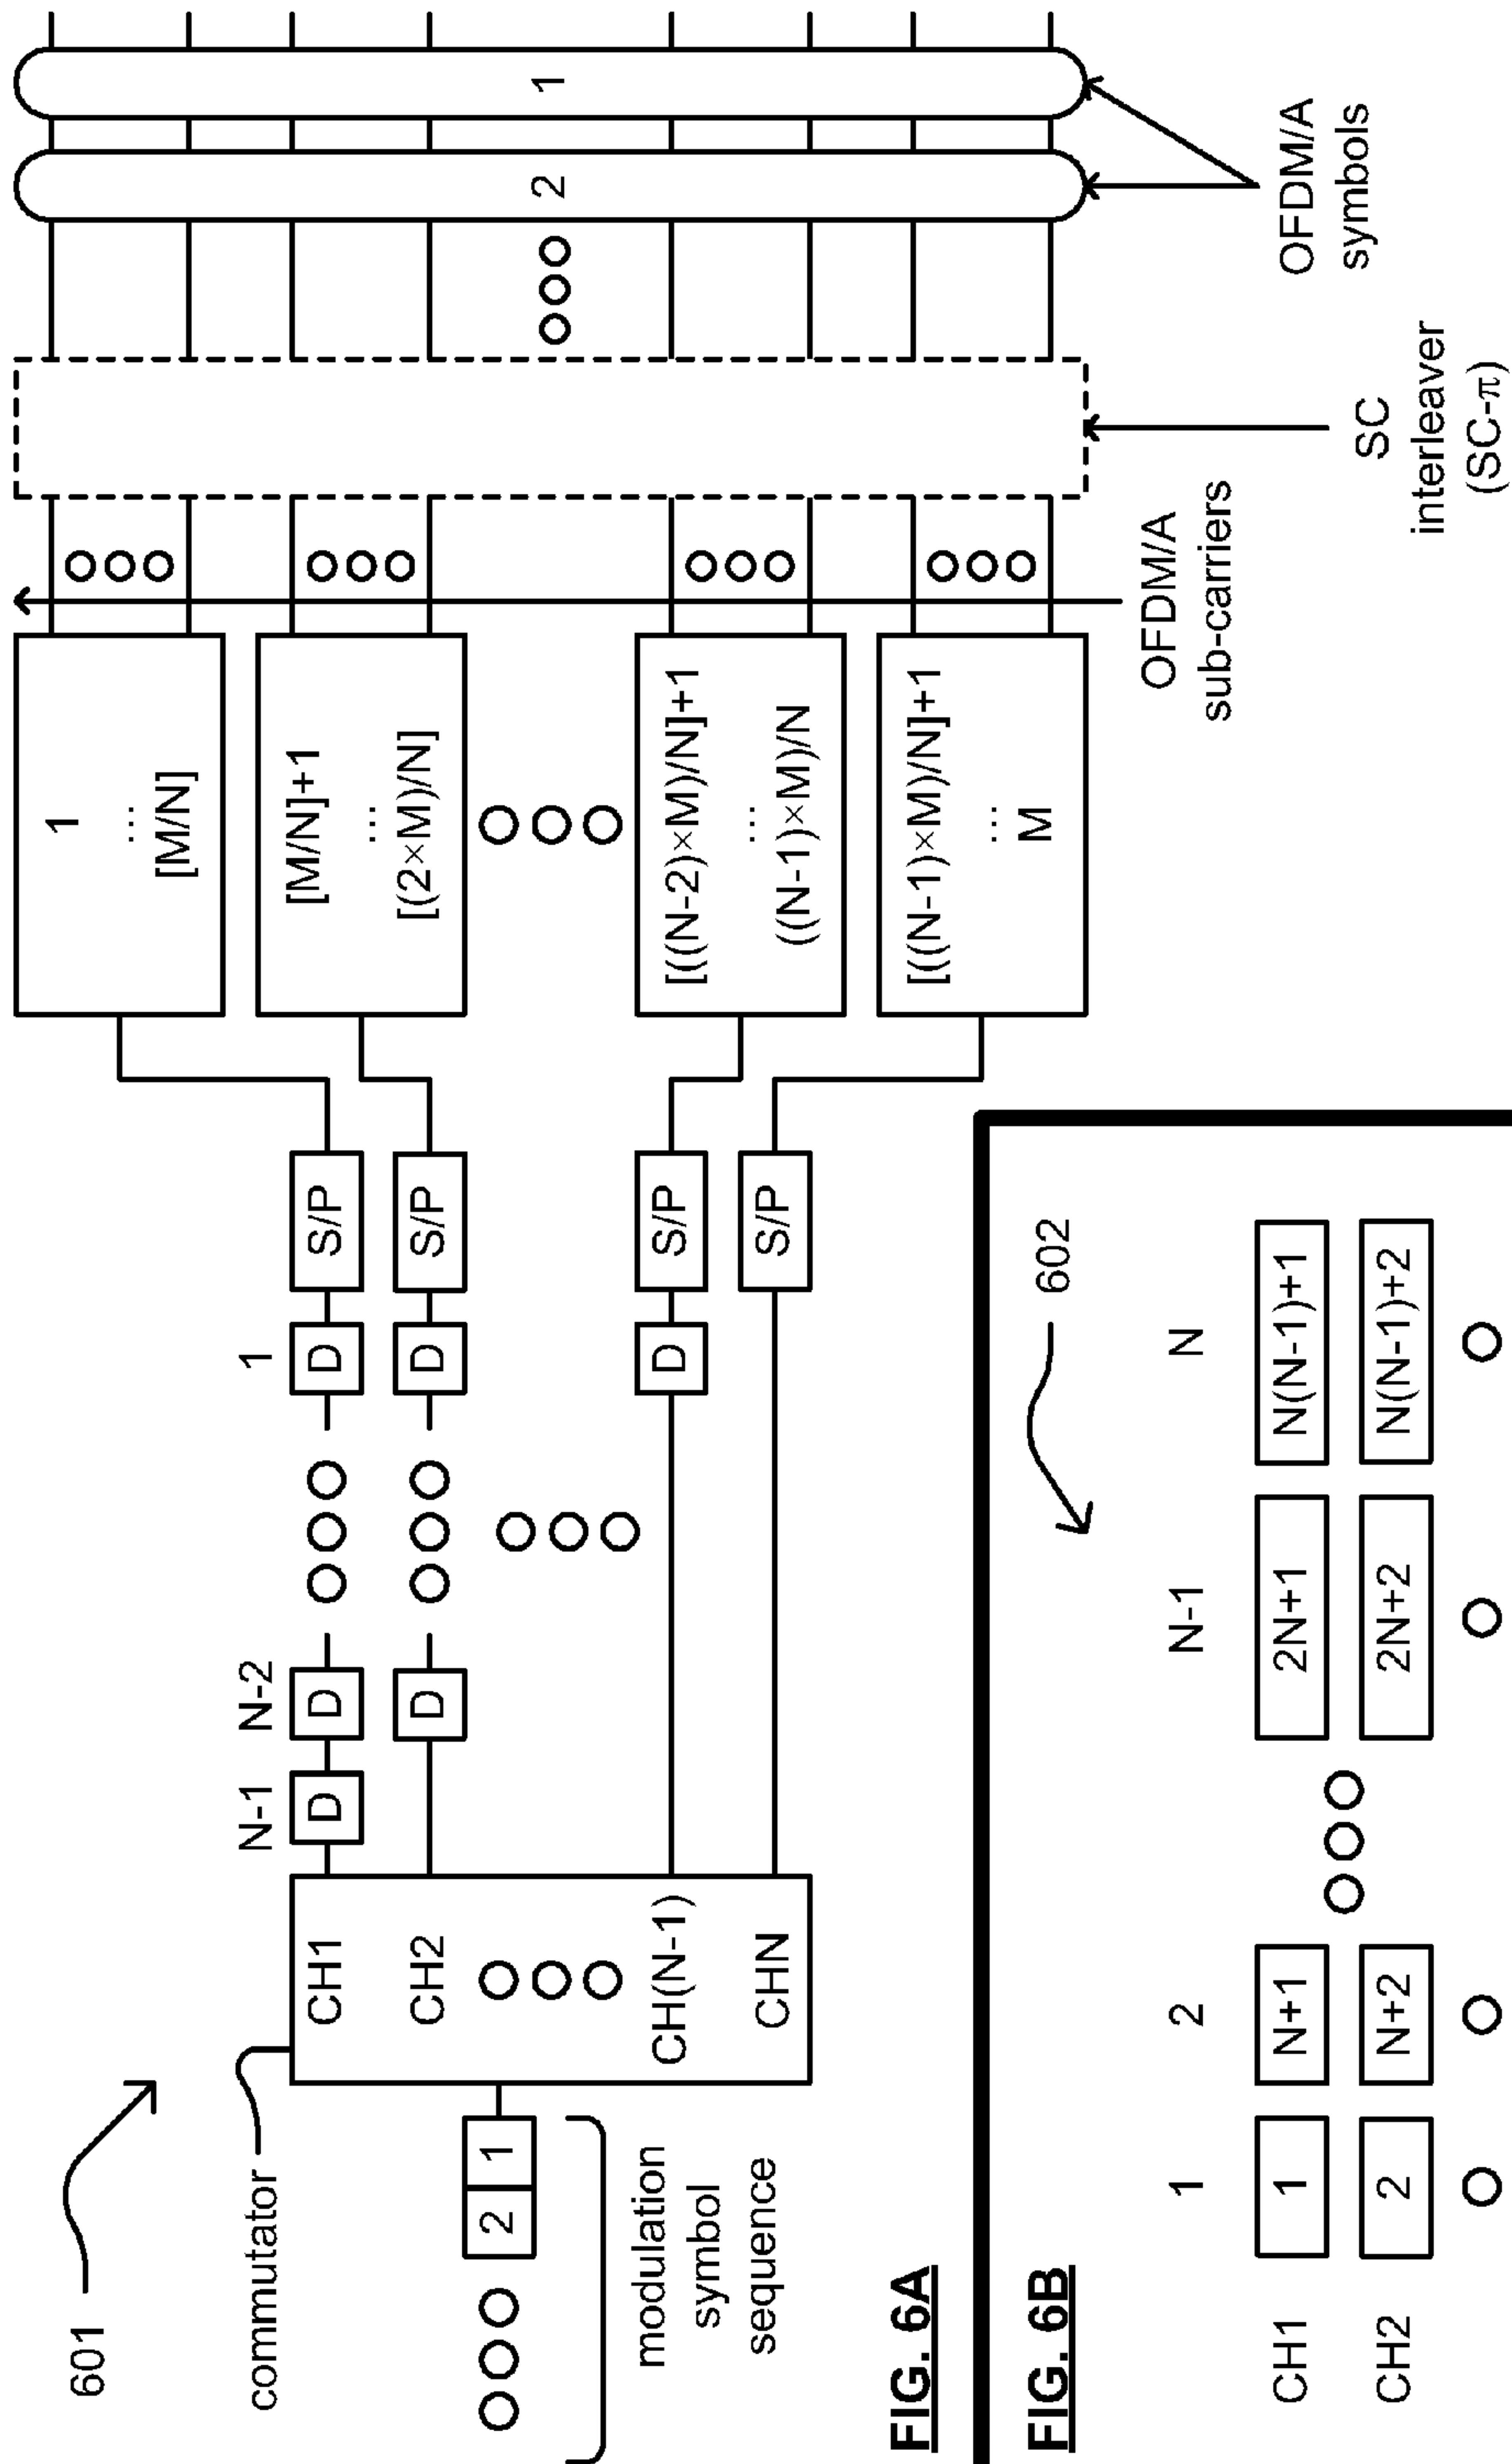 601
commutator
CH1
CH2
CH(N-1)
CHN
2 1
modulation
symbol
sequence
N-1 N-2 1
D D D S/P
D D S/P
D S/P
S/P
1
...
[M/N]
[M/N]+1
...
[(2×M)/N]
[((N-2)×M)/N]+1
...
((N-1)×M)/N
[((N-1)×M)/N]+1
...
M
OFDM/A
sub-carriers
SC
interleaver
(SC-π)
2 1
OFDM/A
symbols
FIG. 6A
FIG. 6B
602
1 2 N-1 N
CH1 1 N+1 2N+1 N(N-1)+1
CH2 2 N+2 2N+2 N(N-1)+2